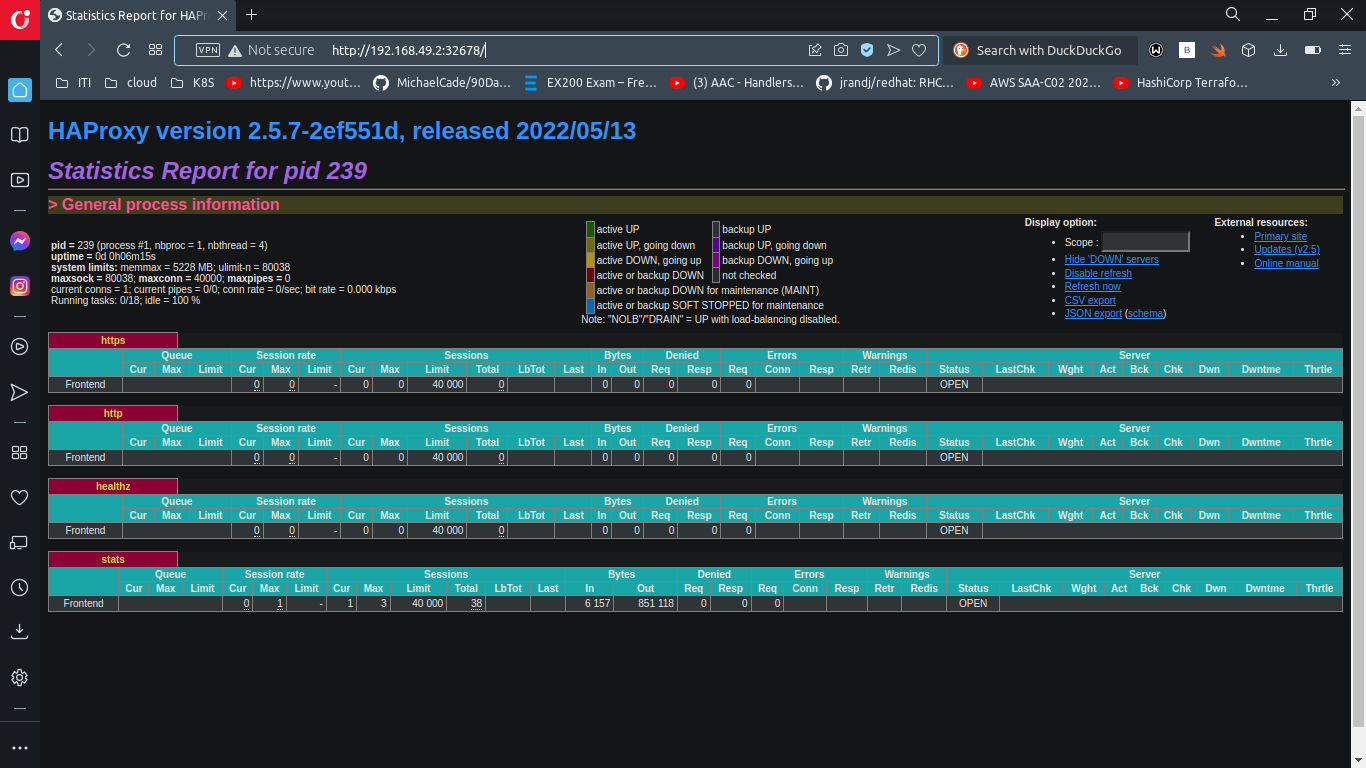 Statistics Report for HAPr
VPN Not secure http://192.168.49.2:32678/ Search with DuckDuckGo
ITI cloud K8S https://www.yout... MichaelCade/90Da... EX200 Exam – Fre... (3) AAC - Handlers... jrandj/redhat: RHC... AWS SAA-C02 202... HashiCorp Terrafo... »
HAProxy version 2.5.7-2ef551d, released 2022/05/13
Statistics Report for pid 239
> General process information
pid = 239 (process #1, nbproc = 1, nbthread = 4)
uptime = 0d 0h06m15s
system limits: memmax = 5228 MB; ulimit-n = 80038
maxsock = 80038; maxconn = 40000; maxpipes = 0
current conns = 1; current pipes = 0/0; conn rate = 0/sec; bit rate = 0.000 kbps
Running tasks: 0/18; idle = 100 %
active UP backup UP
active UP, going down backup UP, going down
active DOWN, going up backup DOWN, going up
active or backup DOWN not checked
active or backup DOWN for maintenance (MAINT)
active or backup SOFT STOPPED for maintenance
Note: "NOLB"/"DRAIN" = UP with load-balancing disabled.
Display option:
Scope :
Hide 'DOWN' servers
Disable refresh
Refresh now
CSV export
JSON export (schema)
External resources:
Primary site
Updates (v2.5)
Online manual
https
Queue Session rate Sessions Bytes Denied Errors Warnings Server
Cur Max Limit Cur Max Limit Cur Max Limit Total LbTot Last In Out Req Resp Req Conn Resp Retr Redis Status LastChk Wght Act Bck Chk Dwn Dwntme Thrtle
Frontend 0 0 - 0 0 40 000 0 0 0 0 0 0 OPEN
http
Queue Session rate Sessions Bytes Denied Errors Warnings Server
Cur Max Limit Cur Max Limit Cur Max Limit Total LbTot Last In Out Req Resp Req Conn Resp Retr Redis Status LastChk Wght Act Bck Chk Dwn Dwntme Thrtle
Frontend 0 0 - 0 0 40 000 0 0 0 0 0 0 OPEN
healthz
Queue Session rate Sessions Bytes Denied Errors Warnings Server
Cur Max Limit Cur Max Limit Cur Max Limit Total LbTot Last In Out Req Resp Req Conn Resp Retr Redis Status LastChk Wght Act Bck Chk Dwn Dwntme Thrtle
Frontend 0 0 - 0 0 40 000 0 0 0 0 0 0 OPEN
stats
Queue Session rate Sessions Bytes Denied Errors Warnings Server
Cur Max Limit Cur Max Limit Cur Max Limit Total LbTot Last In Out Req Resp Req Conn Resp Retr Redis Status LastChk Wght Act Bck Chk Dwn Dwntme Thrtle
Frontend 0 1 - 1 3 40 000 38 6 157 851 118 0 0 0 OPEN